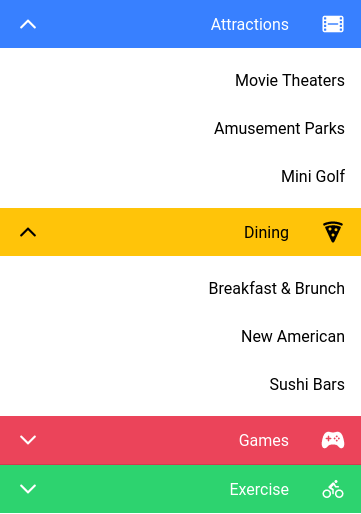 Attractions
Movie Theaters
Amusement Parks
Mini Golf
Dining
Breakfast & Brunch
New American
Sushi Bars
Games
Exercise